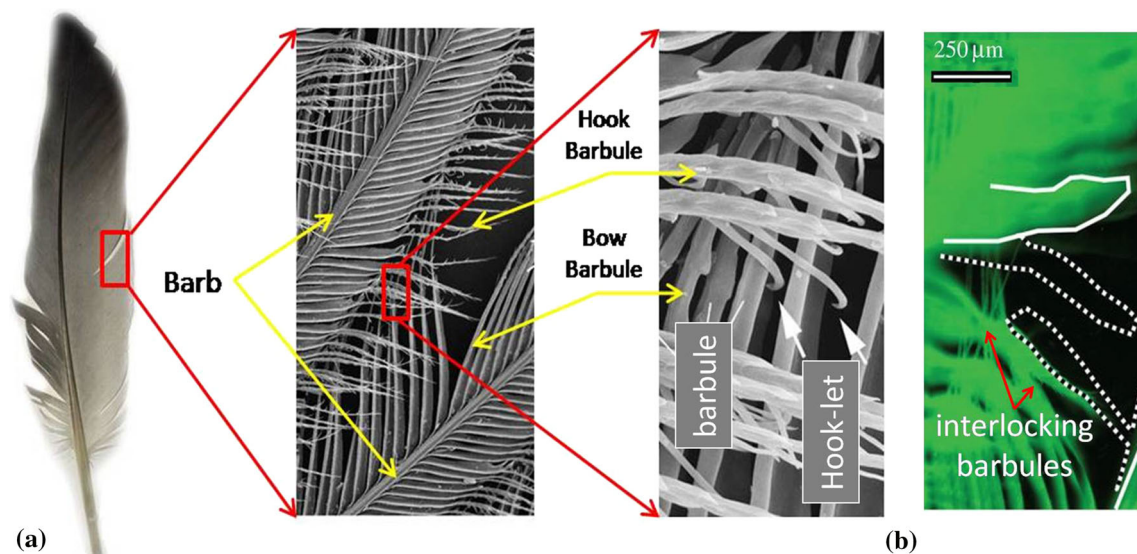 Hook
Barbule
Bow
Barbule
Barb
barbule
Hook-let
250 µm
interlocking
barbules
(a)
(b)